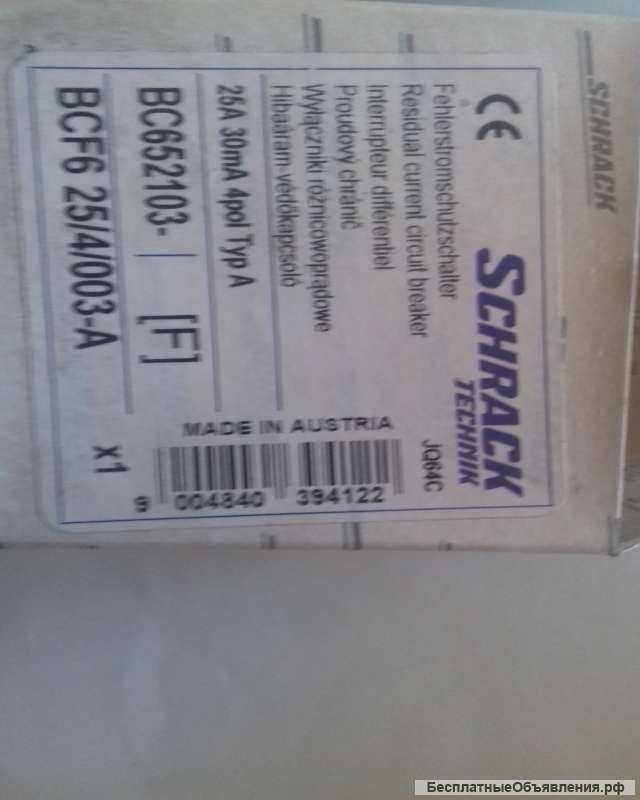 SCHRACK
CE
SCHRACK
TECHNIK
Fehlerstromschutzschalter
Residual current circuit breaker
Interrupteur différentiel
Proudový chránič
Wyłączniki różnicowoprądowe
Hibaáram-védőkapcsoló
JQ64C
25A 30mA 4pol Typ A
BC652103- [F]
BCF6 25/4/003-A
x1
MADE IN AUSTRIA
9 004840 394122
БесплатныеОбъявления.рф